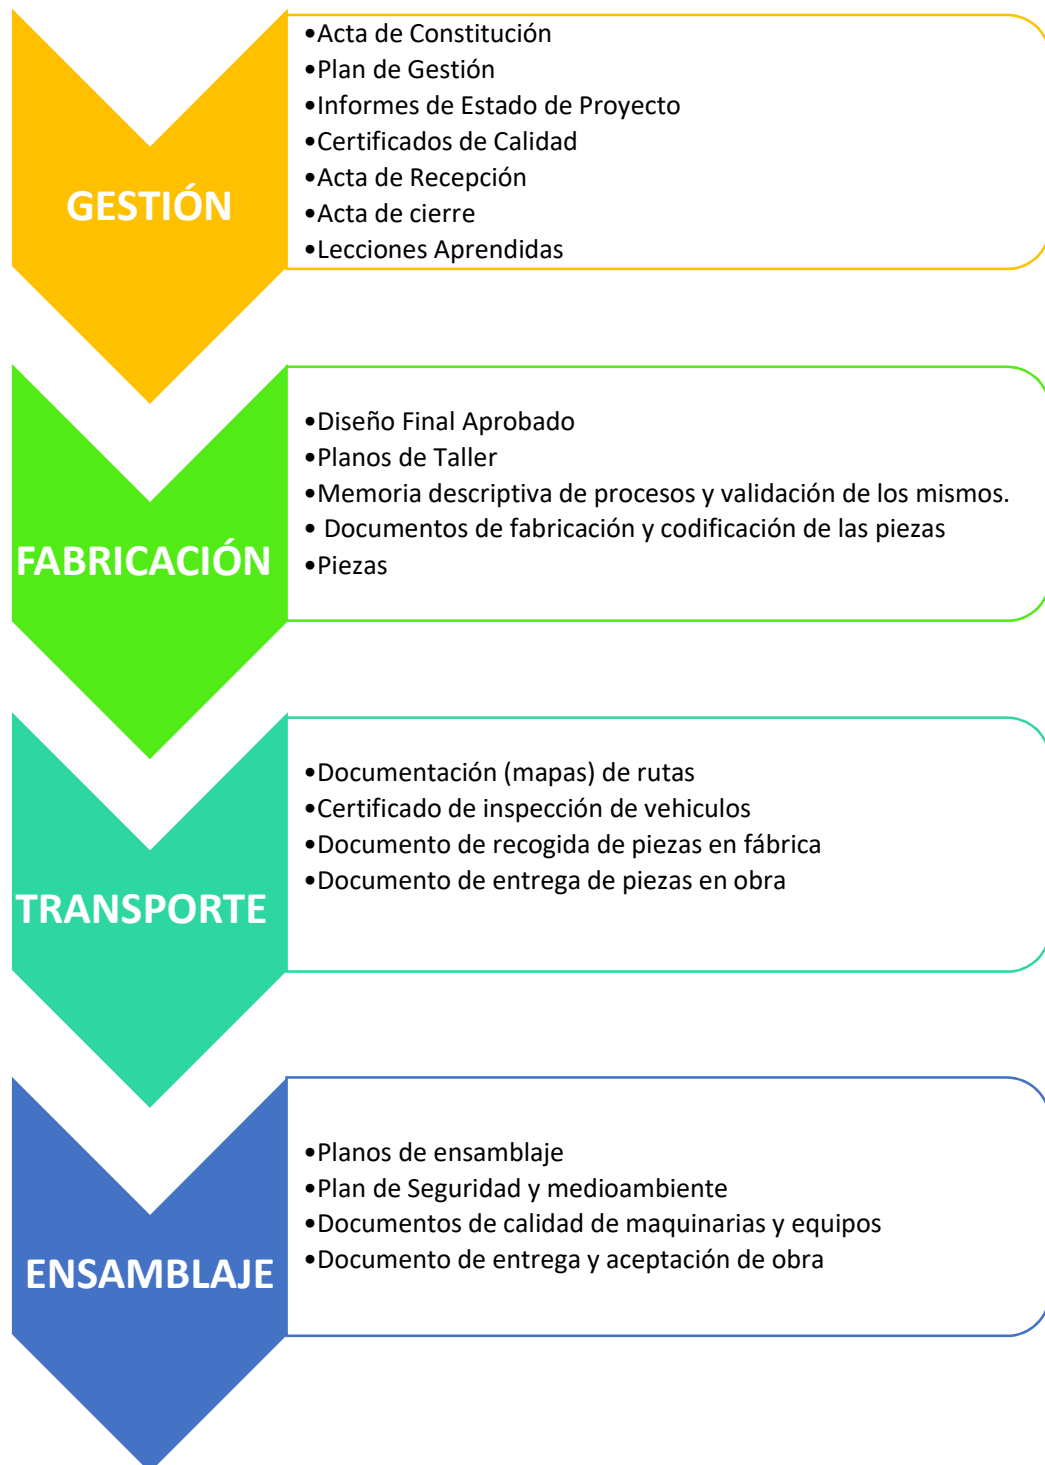 GESTIÓN
•Acta de Constitución
•Plan de Gestión
•Informes de Estado de Proyecto
•Certificados de Calidad
•Acta de Recepción
•Acta de cierre
•Lecciones Aprendidas
FABRICACIÓN
•Diseño Final Aprobado
•Planos de Taller
•Memoria descriptiva de procesos y validación de los mismos.
• Documentos de fabricación y codificación de las piezas
•Piezas
TRANSPORTE
•Documentación (mapas) de rutas
•Certificado de inspección de vehiculos
•Documento de recogida de piezas en fábrica
•Documento de entrega de piezas en obra
ENSAMBLAJE
•Planos de ensamblaje
•Plan de Seguridad y medioambiente
•Documentos de calidad de maquinarias y equipos
•Documento de entrega y aceptación de obra